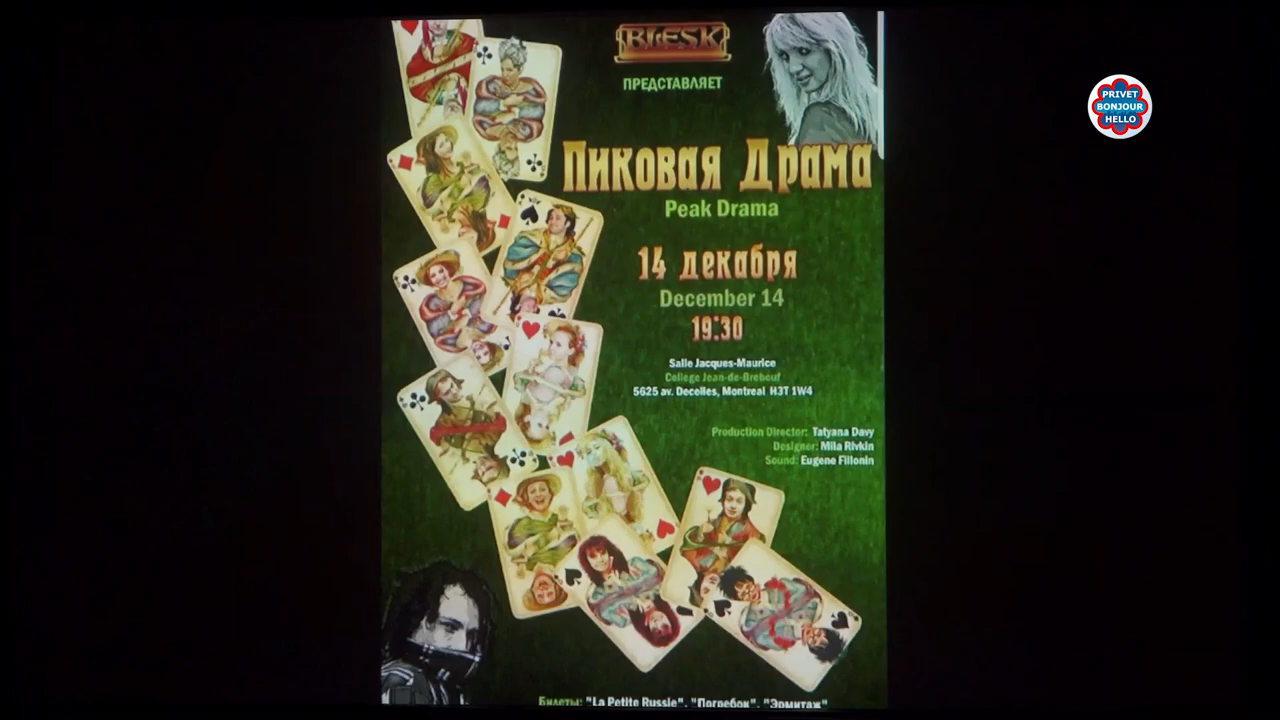 BLESK
ПРЕДСТАВЛЯЕТ
PRIVET
BONJOUR
HELLO
Пиковая Драма
Peak Drama
14 декабря
December 14
19:30
Salle Jacques-Maurice
College Jean-de-Brebeuf
5625 av. Decelles, Montreal H3T 1W4
Production Director: Tatyana Davy
Designer: Mila Rivkin
Sound: Eugene Fillonin
Билеты: "La Petite Russie", "Погребок", "Эрмитаж"